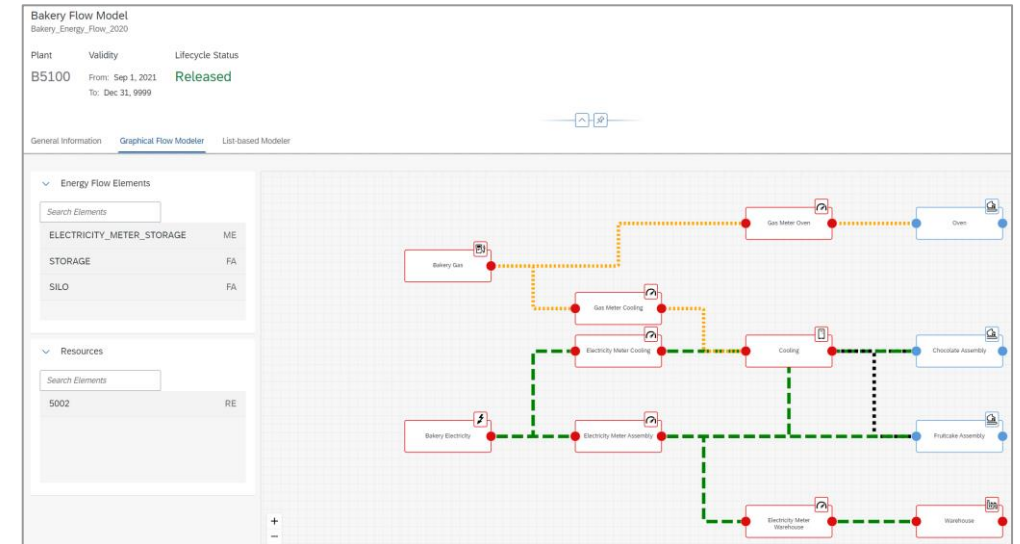 Bakery Flow Model
Bakery_Energy_Flow_2020
Plant
Validity
Lifecycle Status
B5100
From: Sep 1, 2021
Released
To: Dec 31, 9999
General Information
Graphical Flow Modeler
List-based Modeler
Energy Flow Elements
Search Elements
ELECTRICITY_METER_STORAGE ME
STORAGE FA
SILO FA
Resources
Search Elements
5002 RE
Gas Meter Oven
Oven
Bakery Gas
Gas Meter Cooling
Electricity Meter Cooling
Cooling
Chocolate Assembly
Bakery Electricity
Electricity Meter Assembly
Fruitcake Assembly
Electricity Meter
Warehouse
Warehouse
+
−